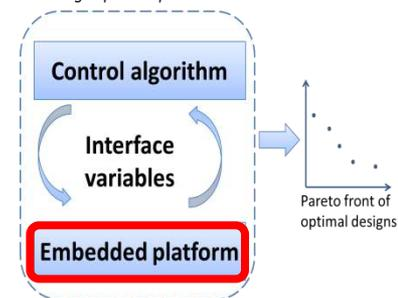 Control algorithm
Interface
variables
Embedded platform
Pareto front of
optimal designs